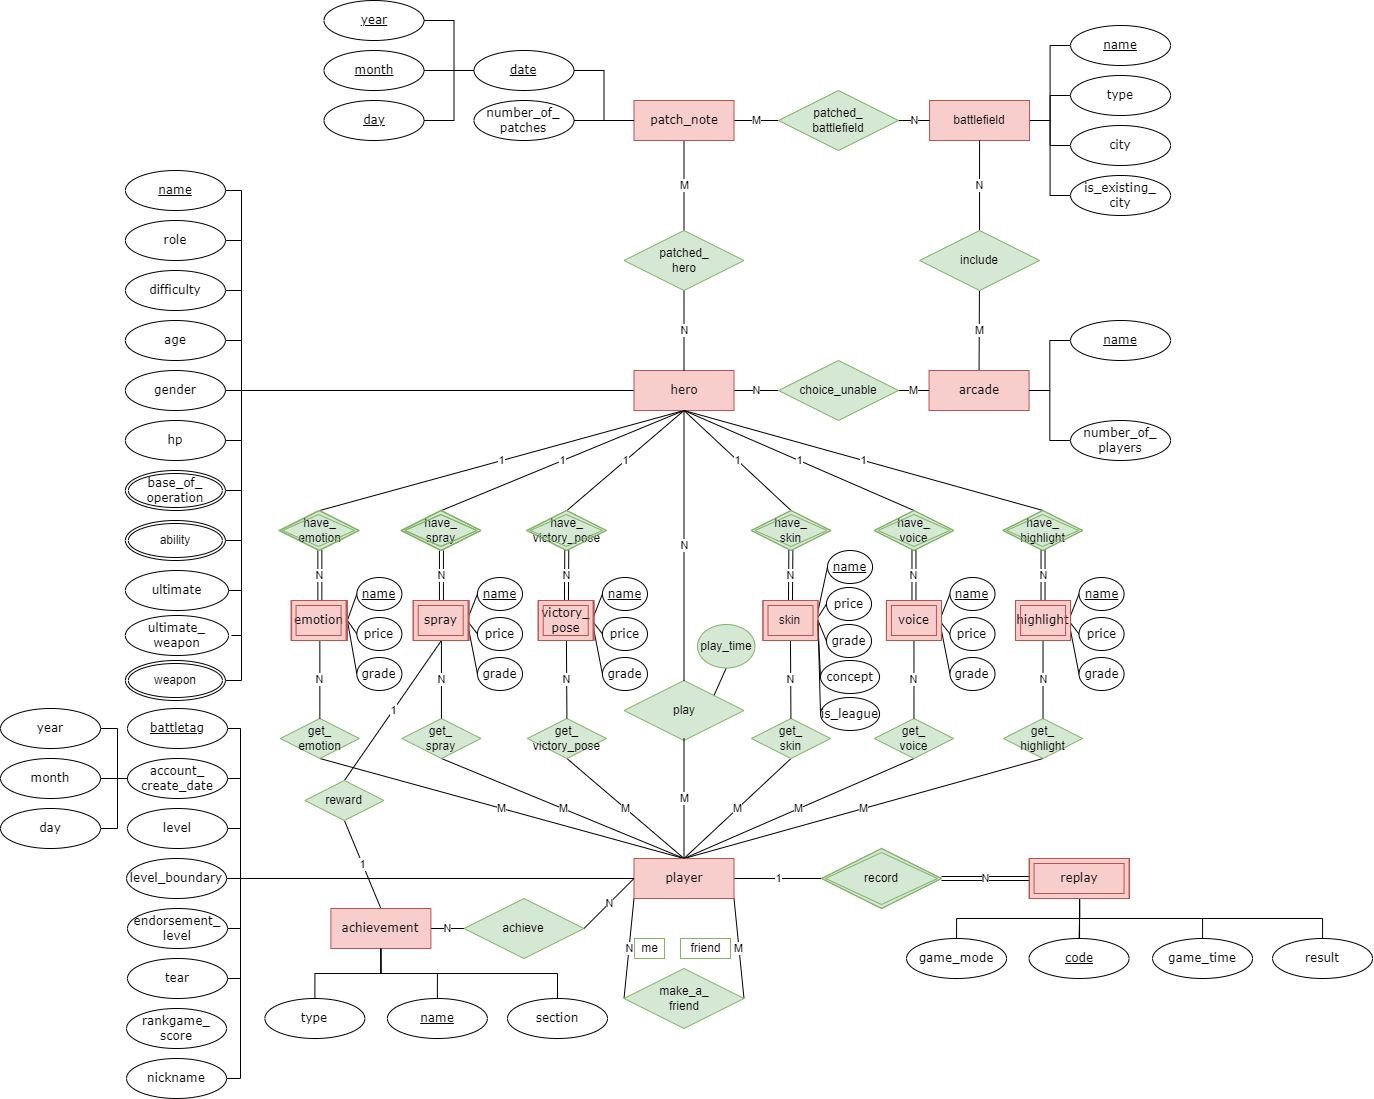 year
month
day
date
number_of_
patches
patch_note
M
patched_
battlefield
N
battlefield
name
type
city
is_existing_
city
M
patched_
hero
N
N
include
M
name
role
difficulty
age
gender
hp
base_of_
operation
ability
ultimate
ultimate_
weapon
weapon
hero
N
choice_unable
M
arcade
name
number_of_
players
1
1
1
N
1
1
1
have_
emotion
have_
spray
have_
victory_pose
have_
skin
have_
voice
have_
highlight
N
N
N
N
N
N
emotion
name
price
grade
spray
name
price
grade
victory_
pose
name
price
grade
skin
name
price
grade
concept
is_league
voice
name
price
grade
highlight
name
price
grade
play_time
play
N
N
N
N
N
N
1
get_
emotion
get_
spray
get_
victory_pose
get_
skin
get_
voice
get_
highlight
reward
M
M
M
M
M
M
M
1
year
month
day
battletag
account_
create_date
level
level_boundary
endorsement_
level
tear
rankgame_
score
nickname
player
1
record
N
replay
game_mode
code
game_time
result
achievement
N
achieve
N
type
name
section
N
me
friend
M
make_a_
friend